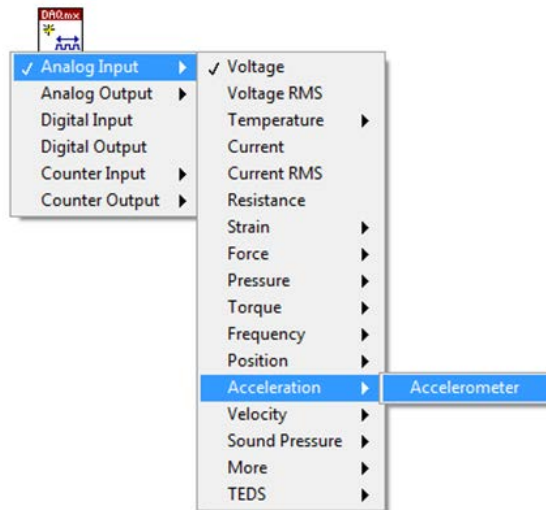 DAQmx
Analog Input
Analog Output
Digital Input
Digital Output
Counter Input
Counter Output
Voltage
Voltage RMS
Temperature
Current
Current RMS
Resistance
Strain
Force
Pressure
Torque
Frequency
Position
Acceleration
Velocity
Sound Pressure
More
TEDS
Accelerometer